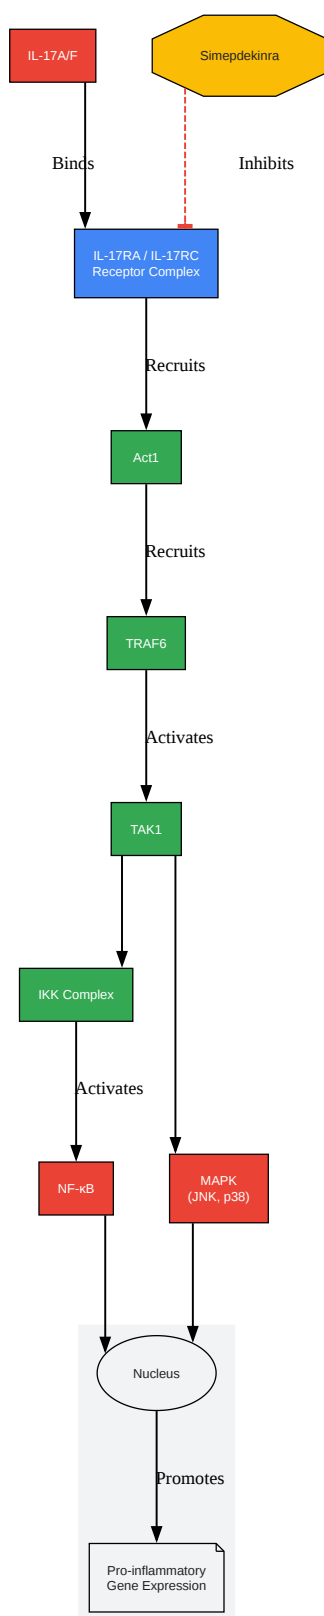 IL-17A/F
Simepdekinra
Binds
Inhibits
IL-17RA / IL-17RC
Receptor Complex
Recruits
Act1
Recruits
TRAF6
Activates
TAK1
IKK Complex
Activates
NF-κB
MAPK
(JNK, p38)
Nucleus
Promotes
Pro-inflammatory
Gene Expression